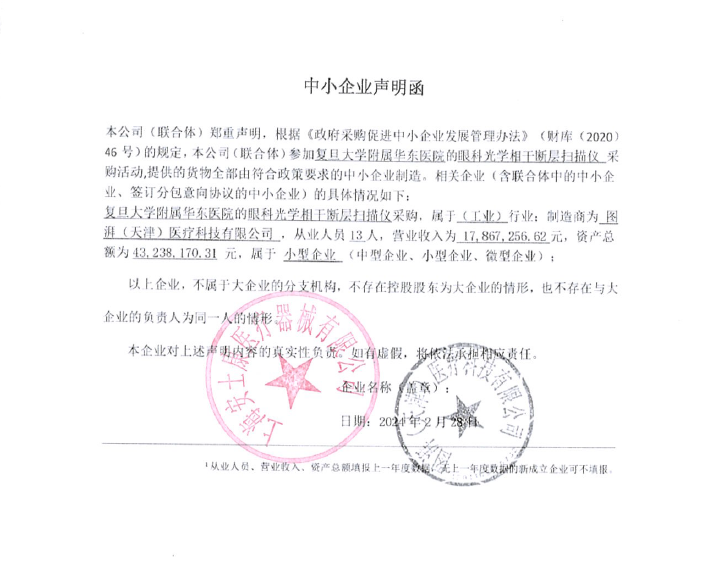 中小企业声明函
本公司（联合体）郑重声明，根据《政府采购促进中小企业发展管理办法》（财库（2020）
46 号）的规定，本公司（联合体）参加复旦大学附属华东医院的眼科光学相干断层扫描仪 采
购活动,提供的货物全部由符合政策要求的中小企业制造。相关企业（含联合体中的中小企
业、签订分包意向协议的中小企业）的具体情况如下：
复旦大学附属华东医院的眼科光学相干断层扫描仪采购，属于（工业）行业；制造商为 图
湃（天津）医疗科技有限公司 ，从业人员 13人，营业收入为 17,867,256.62 元，资产总
额为 43,238,170.31 元，属于 小型企业 （中型企业、小型企业、微型企业）；
以上企业，不属于大企业的分支机构，不存在控股股东为大企业的情形，也不存在与大
企业的负责人为同一人的情形。
本企业对上述声明内容的真实性负责。如有虚假，将依法承担相应责任。
企业名称（盖章）：
日期：2024 年 2 月 28 日
1 从业人员、营业收入、资产总额填报上一年度数据，无上一年度数据的新成立企业可不填报。
医疗器械有限公司
医疗科技有限公司